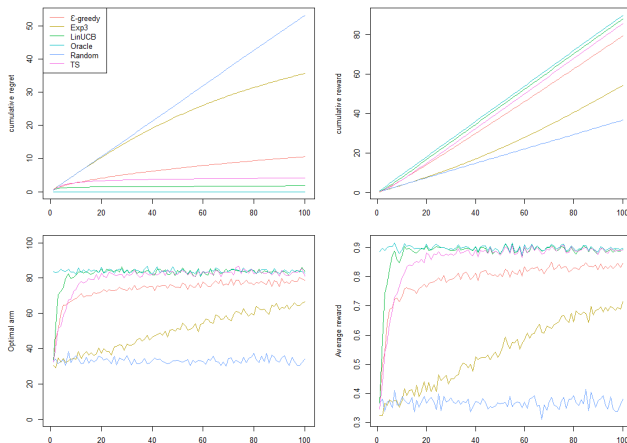 ℰ-greedy
Exp3
LinUCB
Oracle
Random
TS
cumulative regret
0 10 20 30 40 50
0 20 40 60 80 100
cumulative reward
0 20 40 60 80
0 20 40 60 80 100
Optimal arm
0 20 40 60 80 100
0 20 40 60 80 100
Average reward
0.3 0.4 0.5 0.6 0.7 0.8 0.9
0 20 40 60 80 100